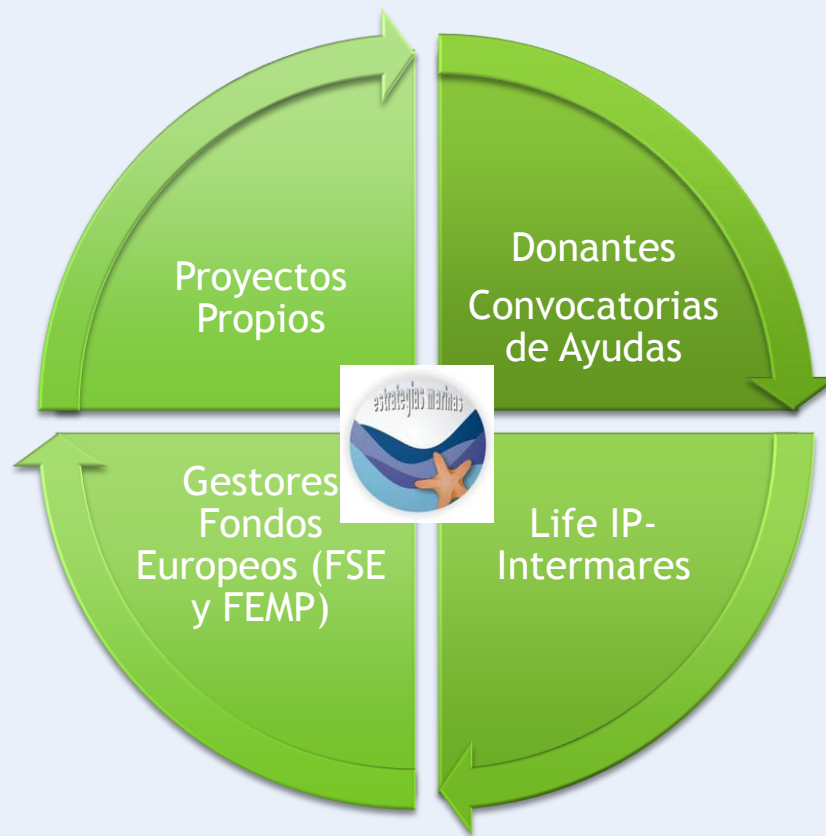 Proyectos
Propios
Donantes
Convocatorias
de Ayudas
estrategias marinas
Gestores
Fondos
Europeos (FSE
y FEMP)
Life IP-
Intermares